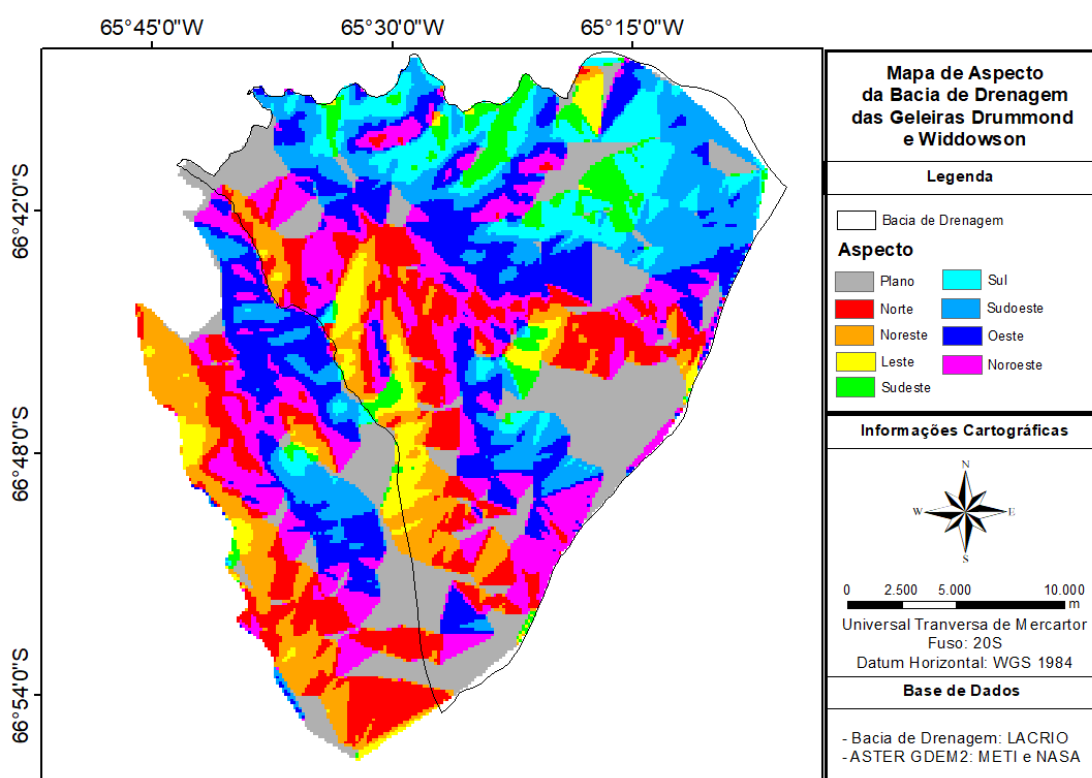 65°45'0"W 65°30'0"W 65°15'0"W
66°42'0"S
66°48'0"S
66°54'0"S
Mapa de Aspecto
da Bacia de Drenagem
das Geleiras Drummond
e Widdowson
Legenda
Bacia de Drenagem
Aspecto
Plano
Norte
Noreste
Leste
Sudeste
Sul
Sudoeste
Oeste
Noroeste
Informações Cartográficas
N
W E
S
0 2.500 5.000 10.000
m
Universal Tranversa de Mercartor
Fuso: 20S
Datum Horizontal: WGS 1984
Base de Dados
- Bacia de Drenagem: LACRIO
- ASTER GDEM2: METI e NASA